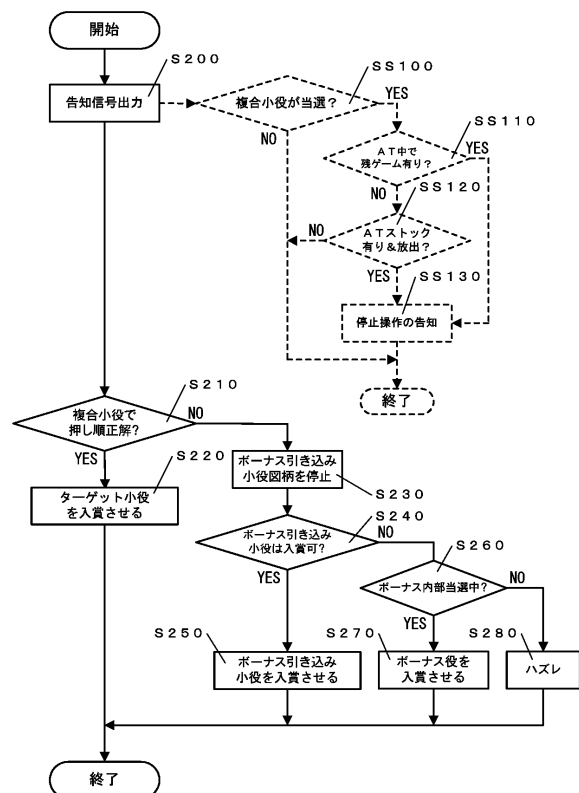 開始
S200
告知信号出力
SS100
複合小役が当選？
YES
NO
SS110
AT中で
残ゲーム有り？
YES
NO
SS120
ATストック
有り＆放出？
NO
YES
SS130
停止操作の告知
終了
S210
複合小役で
押し順正解？
NO
YES
S220
ターゲット小役
を入賞させる
ボーナス引き込み
小役図柄を停止
S230
S240
ボーナス引き込み
小役は入賞可？
NO
YES
S260
ボーナス内部当選中？
NO
YES
S250
ボーナス引き込み
小役を入賞させる
S270
ボーナス役を
入賞させる
S280
ハズレ
終了